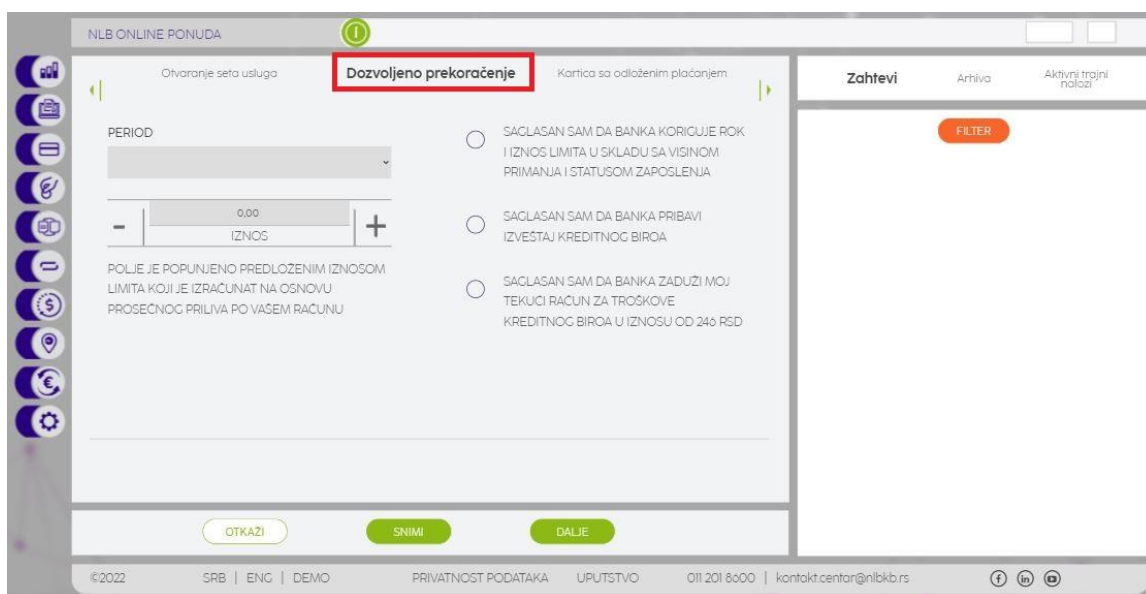 NLB ONLINE PONUDA
Otvaranje seta usluga
Dozvoljeno prekoračenje
Kartica sa odloženim plaćanjem
PERIOD
0,00
IZNOS
POLJE JE POPUNJENO PREDLOŽENIM IZNOSOM
LIMITA KOJI JE IZRAČUNAT NA OSNOVU
PROSEČNOG PRILIVA PO VAŠEM RAČUNU
SAGLASAN SAM DA BANKA KORIGUJE ROK
I IZNOS LIMITA U SKLADU SA VISINOM
PRIMANJA I STATUSOM ZAPOSLENJA
SAGLASAN SAM DA BANKA PRIBAVI
IZVEŠTAJ KREDITNOG BIROA
SAGLASAN SAM DA BANKA ZADUŽI MOJ
TEKUĆI RAČUN ZA TROŠKOVE
KREDITNOG BIROA U IZNOSU OD 246 RSD
OTKAŽI
SNIMI
DALJE
Zahtevi
Arhiva
Aktivni trajni
nalozi
FILTER
©2022
SRB | ENG | DEMO
PRIVATNOST PODATAKA
UPUTSTVO
011 201 8600 | kontakt.centar@nlbkb.rs